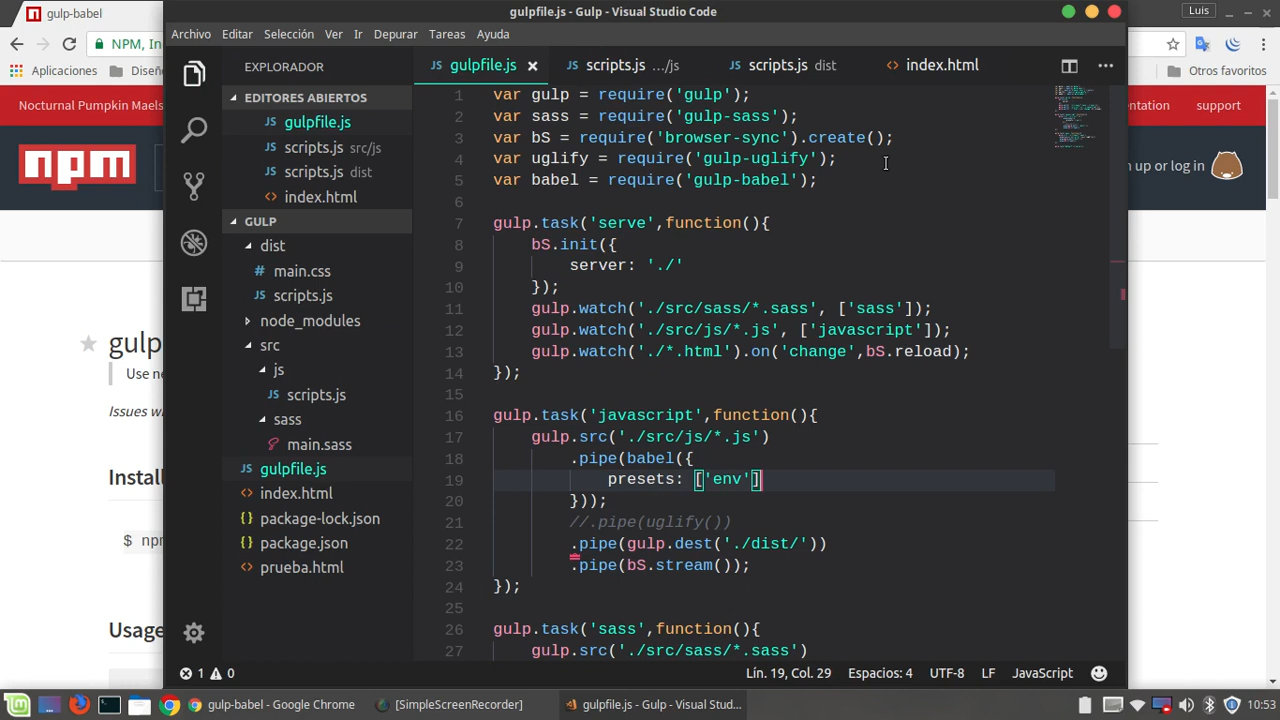 gulp-babel
gulpfile.js - Gulp - Visual Studio Code
Luis
NPM, In
Archivo Editar Selección Ver Ir Depurar Tareas Ayuda
Aplicaciones
Diseñ
Otros favoritos
Nocturnal Pumpkin Maels
entation support
npm
up or log in
gulp
Use ne
Issues w
Install
$ npm
Usage
EXPLORADOR
EDITORES ABIERTOS
JS gulpfile.js
JS scripts.js src/js
JS scripts.js dist
<> index.html
GULP
dist
# main.css
JS scripts.js
node_modules
src
js
JS scripts.js
sass
main.sass
JS gulpfile.js
<> index.html
{} package-lock.json
{} package.json
<> prueba.html
JS gulpfile.js × JS scripts.js .../js JS scripts.js dist <> index.html
1 var gulp = require('gulp');
2 var sass = require('gulp-sass');
3 var bS = require('browser-sync').create();
4 var uglify = require('gulp-uglify');
5 var babel = require('gulp-babel');
6
7 gulp.task('serve',function(){
8 bS.init({
9 server: './'
10 });
11 gulp.watch('./src/sass/*.sass', ['sass']);
12 gulp.watch('./src/js/*.js', ['javascript']);
13 gulp.watch('./*.html').on('change',bS.reload);
14 });
15
16 gulp.task('javascript',function(){
17 gulp.src('./src/js/*.js')
18 .pipe(babel({
19 presets: ['env']
20 }));
21 //.pipe(uglify())
22 .pipe(gulp.dest('./dist/'))
23 .pipe(bS.stream());
24 });
25
26 gulp.task('sass',function(){
27 gulp.src('./src/sass/*.sass')
1 0
Lín. 19, Col. 29 Espacios: 4 UTF-8 LF JavaScript
gulp-babel - Google Chrome
[SimpleScreenRecorder]
gulpfile.js - Gulp - Visual Studi...
10:53